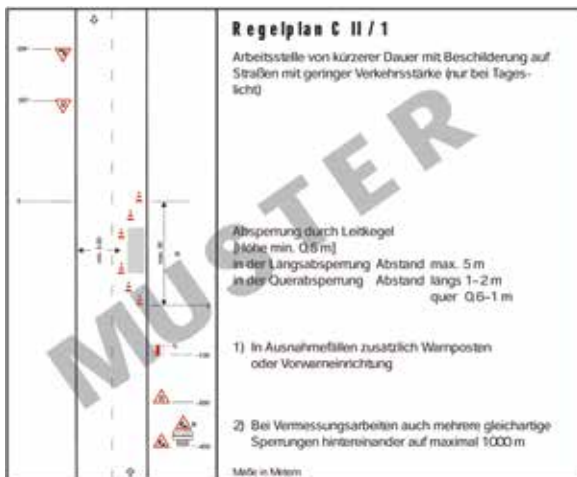 Regelplan C II / 1
Arbeitsstelle von kürzerer Dauer mit Beschilderung auf
Straßen mit geringer Verkehrsstärke (nur bei Tages-
licht)
MUSTER
Absperrung durch Leitkegel
(Höhe min. 0,5 m)
in der Längsabsperrung Abstand max. 5 m
in der Querabsperrung Abstand längs 1–2 m
quer 0,6–1 m
1) In Ausnahmefällen zusätzlich Warnposten
oder Vorwarneinrichtung
2) Bei Vermessungsarbeiten auch mehrere gleichartige
Sperrungen hintereinander auf maximal 1000 m
Maße in Metern